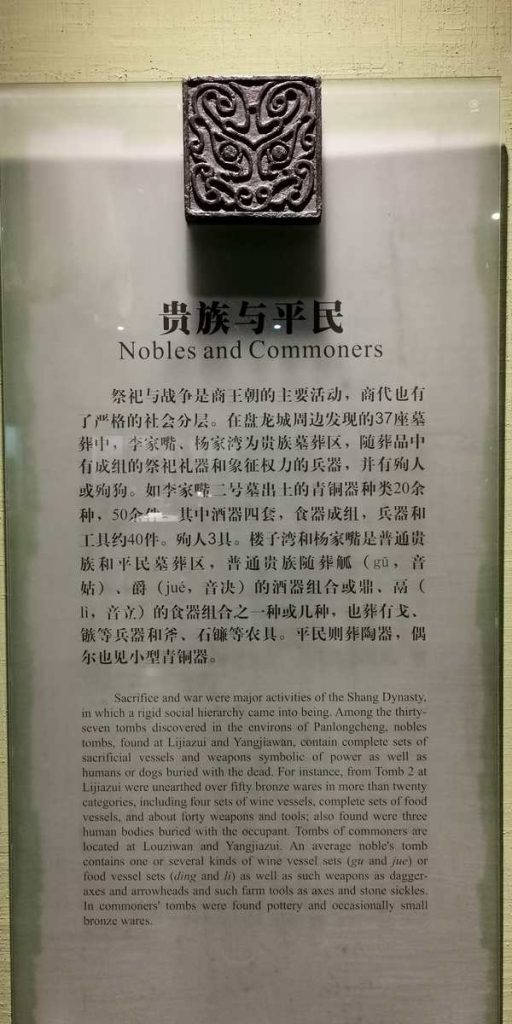 贵族与平民
Nobles and Commoners
祭祀与战争是商王朝的主要活动，商代也有
了严格的社会分层。在盘龙城周边发现的37座墓
葬中，李家嘴、杨家湾为贵族墓葬区，随葬品中
有成组的祭祀礼器和象征权力的兵器，并有殉人
或殉狗。如李家嘴二号墓出土的青铜器种类20余
种，50余件，其中酒器四套，食器成组，兵器和
工具约40件。殉人3具。楼子湾和杨家嘴是普通贵
族和平民墓葬区，普通贵族随葬觚（gū，音
姑）、爵（jué，音决）的酒器组合或鼎、鬲（
lì，音立）的食器组合之一种或几种，也葬有戈、
镞等兵器和斧、石镰等农具。平民则葬陶器，偶
尔也见小型青铜器。
Sacrifice and war were major activities of the Shang Dynasty,
in which a rigid social hierarchy came into being. Among the thirty-
seven tombs discovered in the environs of Panlongcheng, nobles
tombs, found at Lijiazui and Yangjiawan, contain complete sets of
sacrificial vessels and weapons symbolic of power as well as
humans or dogs buried with the dead. For instance, from Tomb 2 at
Lijiazui were unearthed over fifty bronze wares in more than twenty
categories, including four sets of wine vessels, complete sets of food
vessels, and about forty weapons and tools; also found were three
human bodies buried with the occupant. Tombs of commoners are
located at Louziwan and Yangjiazui. An average noble's tomb
contains one or several kinds of wine vessel sets (gu and jue) or
food vessel sets (ding and li) as well as such weapons as dagger-
axes and arrowheads and such farm tools as axes and stone sickles.
In commoners' tombs were found pottery and occasionally small
bronze wares.